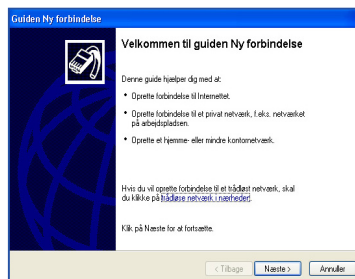 Guiden Ny forbindelse
Velkommen til guiden Ny forbindelse
Denne guide hjælper dig med at:
• Oprette forbindelse til Internettet.
• Oprette forbindelse til et privat netværk, f.eks. netværket
på arbejdspladsen.
• Oprette et hjemme- eller mindre kontornetværk.
Hvis du vil oprette forbindelse til et trådløst netværk, skal
du klikke på trådløse netværk i nærheden.
Klik på Næste for at fortsætte.
< Tilbage Næste > Annuller